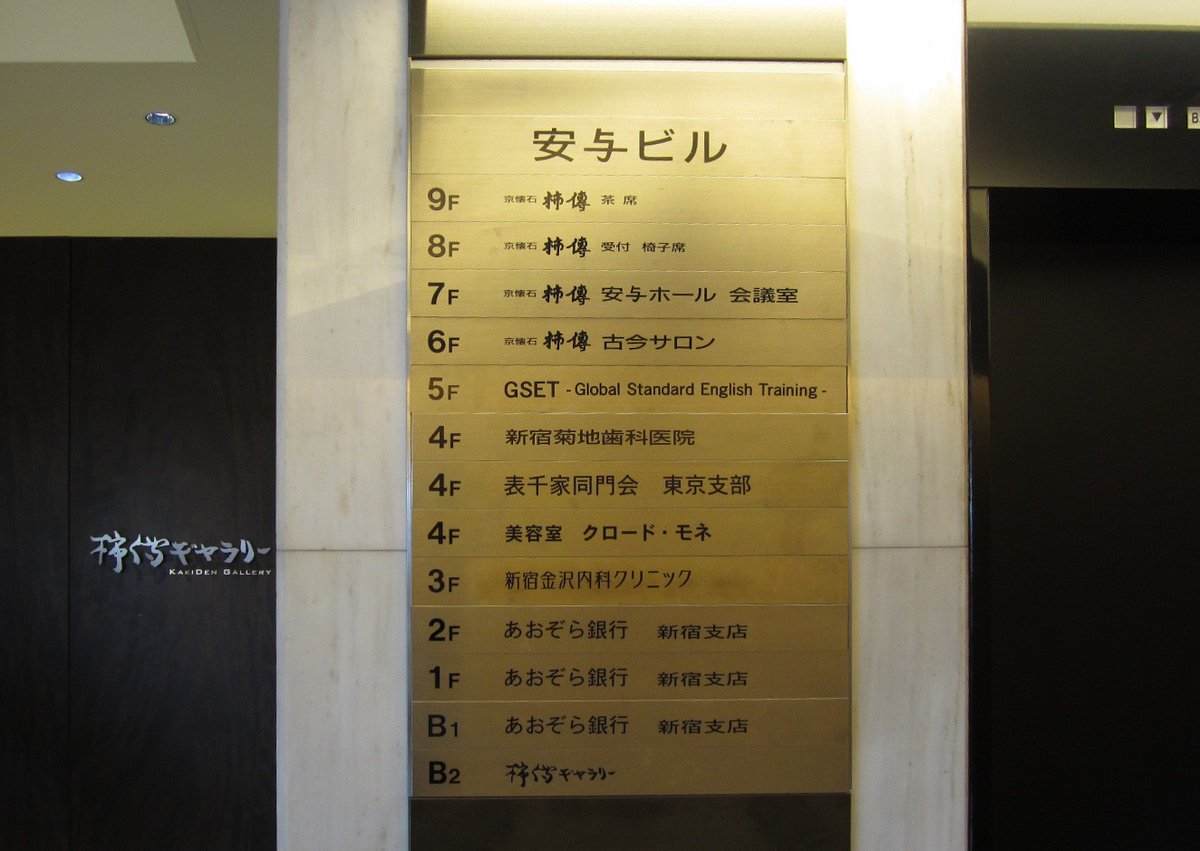 安与ビル
9F 京懐石 柿傳 茶席
8F 京懐石 柿傳 受付 椅子席
7F 京懐石 柿傳 安与ホール 会議室
6F 京懐石 柿傳 古今サロン
5F GSET - Global Standard English Training -
4F 新宿菊地歯科医院
4F 表千家同門会 東京支部
4F 美容室 クロード・モネ
3F 新宿金沢内科クリニック
2F あおぞら銀行 新宿支店
1F あおぞら銀行 新宿支店
B1 あおぞら銀行 新宿支店
B2 柿傳ギャラリー
柿傳ギャラリー
KAKIDEN GALLERY
▼
B